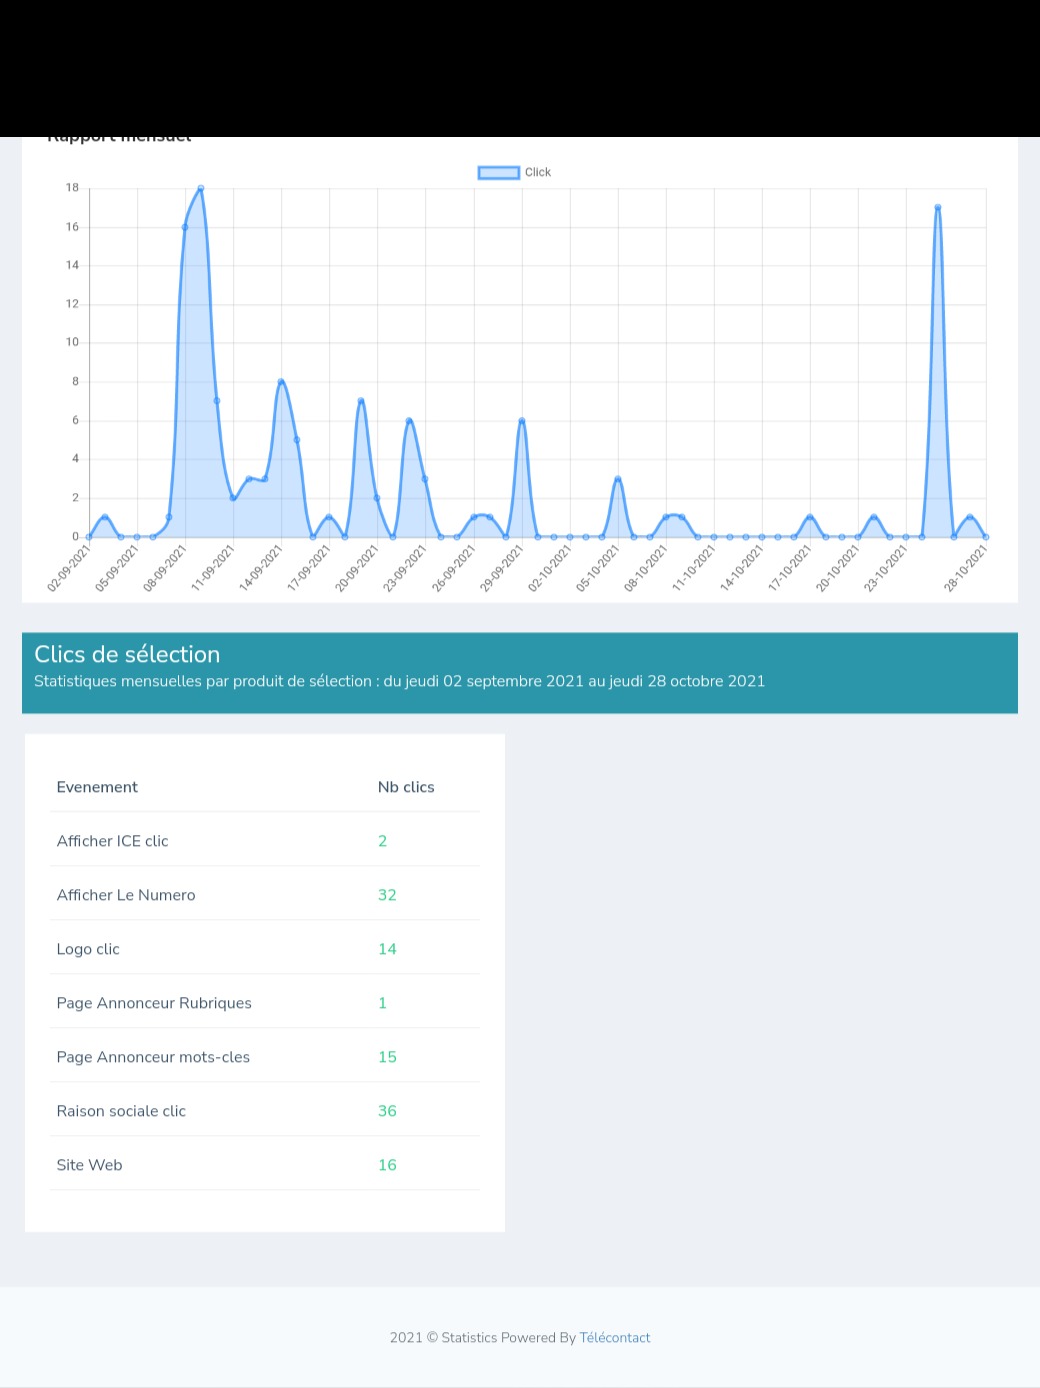 Rapport mensuel
Click
18
16
14
12
10
8
6
4
2
0
02-09-2021 05-09-2021 08-09-2021 11-09-2021 14-09-2021 17-09-2021 20-09-2021 23-09-2021 26-09-2021 29-09-2021 02-10-2021 05-10-2021 08-10-2021 11-10-2021 14-10-2021 17-10-2021 20-10-2021 23-10-2021 28-10-2021
Clics de sélection
Statistiques mensuelles par produit de sélection : du jeudi 02 septembre 2021 au jeudi 28 octobre 2021
Evenement Nb clics
Afficher ICE clic 2
Afficher Le Numero 32
Logo clic 14
Page Annonceur Rubriques 1
Page Annonceur mots-cles 15
Raison sociale clic 36
Site Web 16
2021 © Statistics Powered By Télécontact